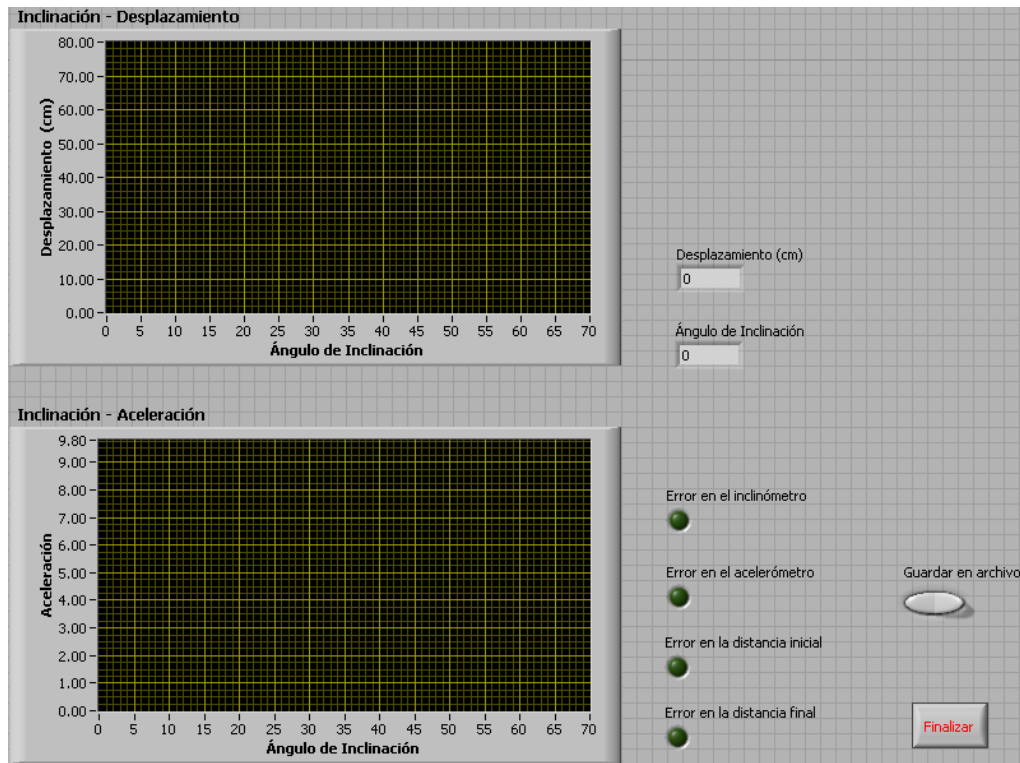 Inclinación - Desplazamiento
80.00
70.00
60.00
50.00
40.00
30.00
20.00
10.00
0.00
Desplazamiento (cm)
0 5 10 15 20 25 30 35 40 45 50 55 60 65 70
Ángulo de Inclinación
Desplazamiento (cm)
0
Ángulo de Inclinación
0
Inclinación - Aceleración
9.80
9.00
8.00
7.00
6.00
5.00
4.00
3.00
2.00
1.00
0.00
Aceleración
0 5 10 15 20 25 30 35 40 45 50 55 60 65 70
Ángulo de Inclinación
Error en el inclinómetro
Error en el acelerómetro
Guardar en archivo
Error en la distancia inicial
Error en la distancia final
Finalizar